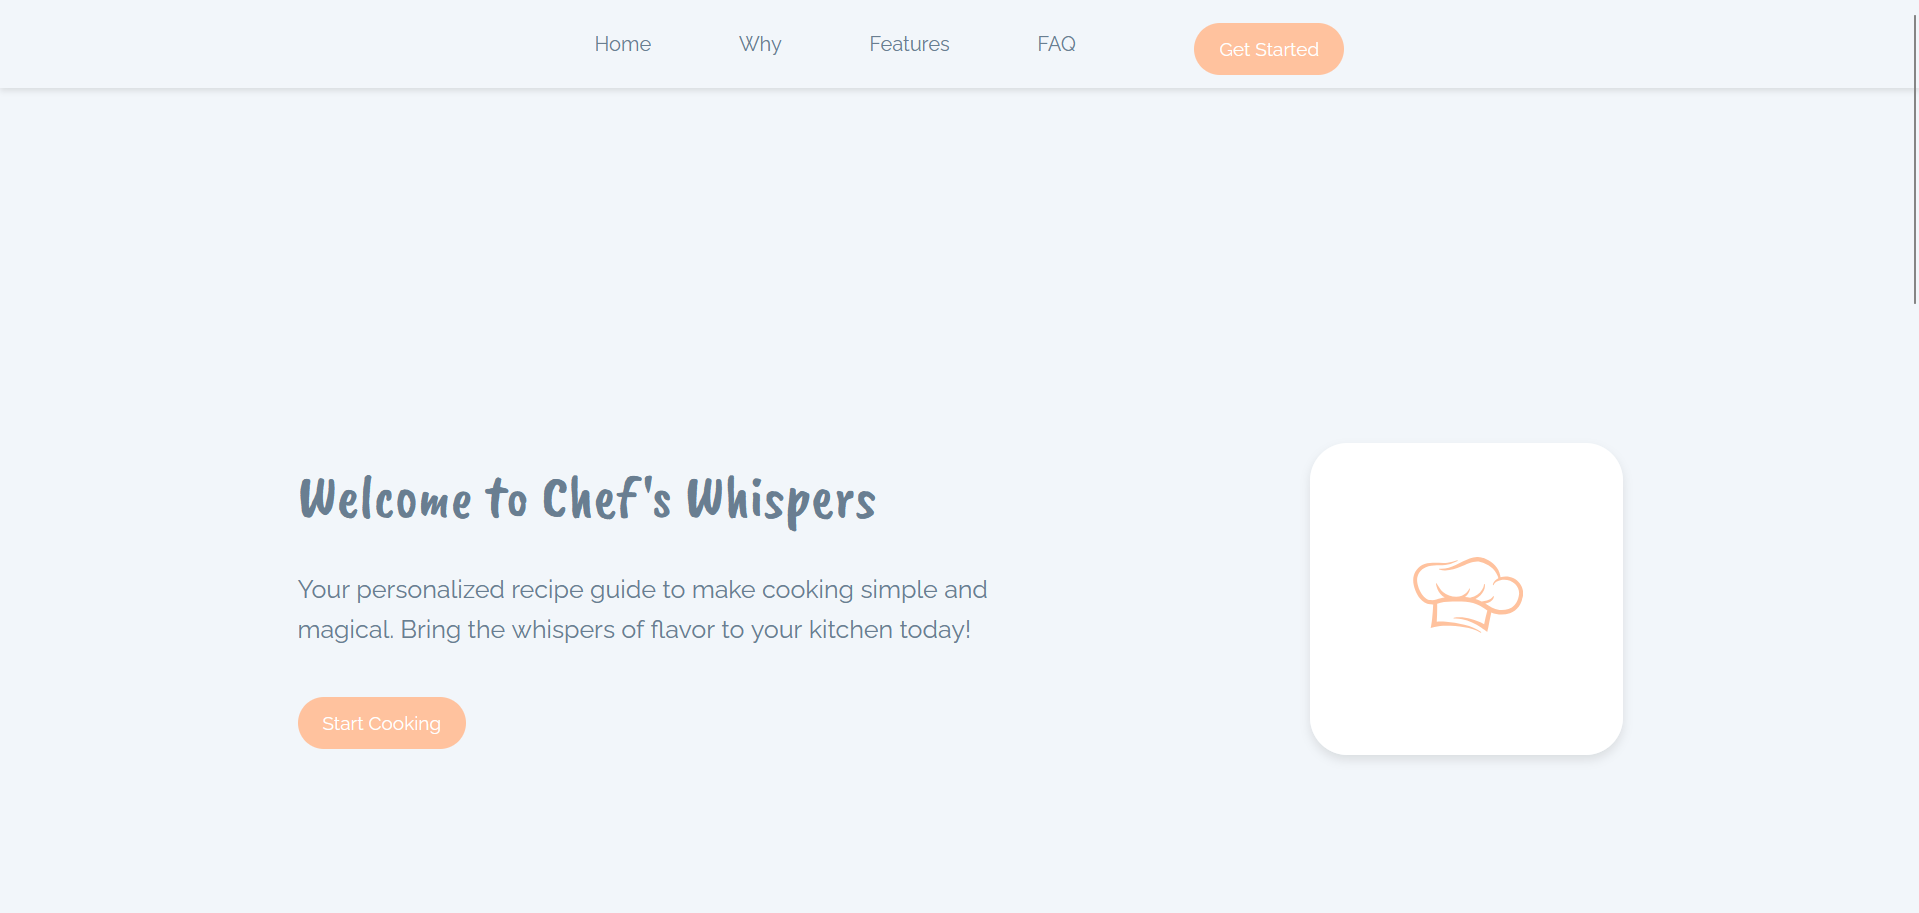 Home Why Features FAQ Get Started
Welcome to Chef's Whispers
Your personalized recipe guide to make cooking simple and
magical. Bring the whispers of flavor to your kitchen today!
Start Cooking